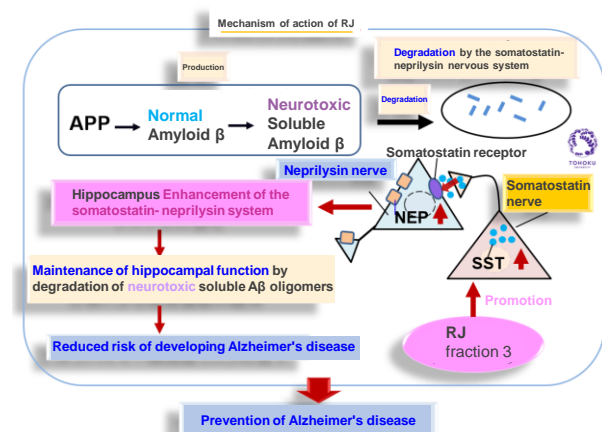 Mechanism of action of RJ
Production
Degradation by the somatostatin-
neprilysin nervous system
APP
Normal
Amyloid β
Neurotoxic
Soluble
Amyloid β
Degradation
TOHOKU
Somatostatin receptor
Neprilysin nerve
NEP
Somatostatin
nerve
SST
Hippocampus Enhancement of the
somatostatin- neprilysin system
Promotion
RJ
fraction 3
Maintenance of hippocampal function by
degradation of neurotoxic soluble Aβ oligomers
Reduced risk of developing Alzheimer's disease
Prevention of Alzheimer's disease